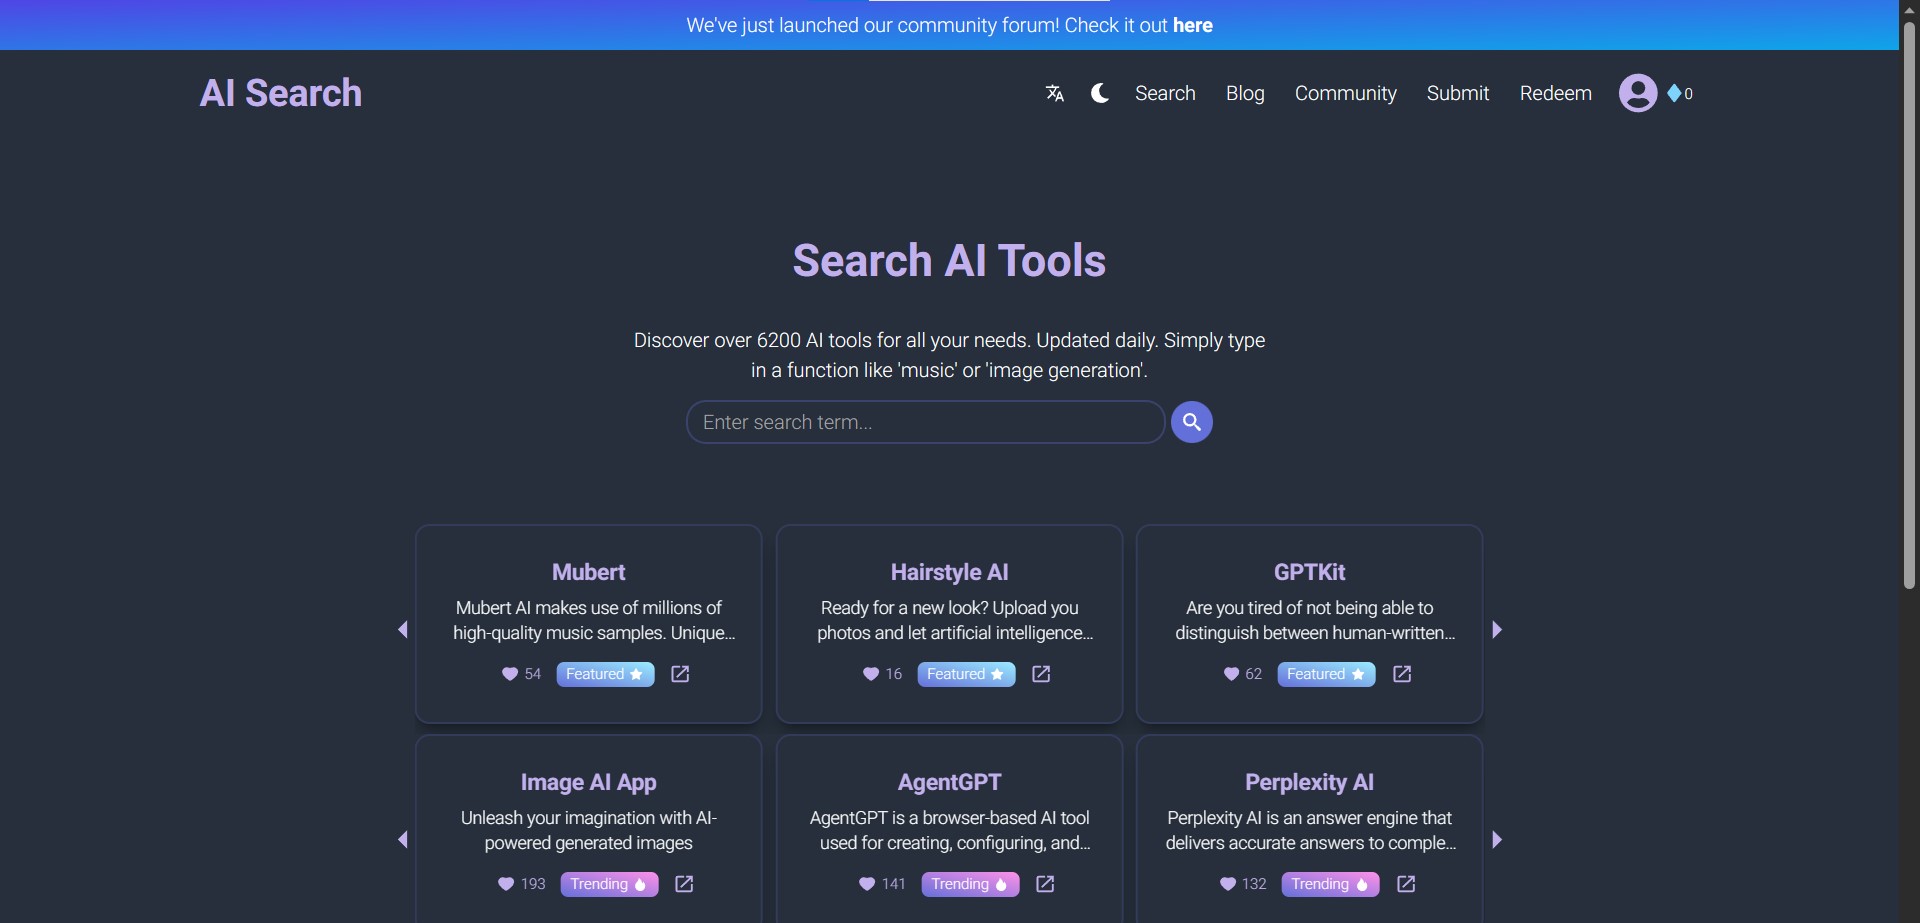 We've just launched our community forum! Check it out here
AI Search
Search
Blog
Community
Submit
Redeem
0
Search AI Tools
Discover over 6200 AI tools for all your needs. Updated daily. Simply type
in a function like 'music' or 'image generation'.
Enter search term...
Mubert
Mubert AI makes use of millions of
high-quality music samples. Unique...
54
Featured
Hairstyle AI
Ready for a new look? Upload you
photos and let artificial intelligence...
16
Featured
GPTKit
Are you tired of not being able to
distinguish between human-written...
62
Featured
Image AI App
Unleash your imagination with AI-
powered generated images
193
Trending
AgentGPT
AgentGPT is a browser-based AI tool
used for creating, configuring, and...
141
Trending
Perplexity AI
Perplexity AI is an answer engine that
delivers accurate answers to comple...
132
Trending